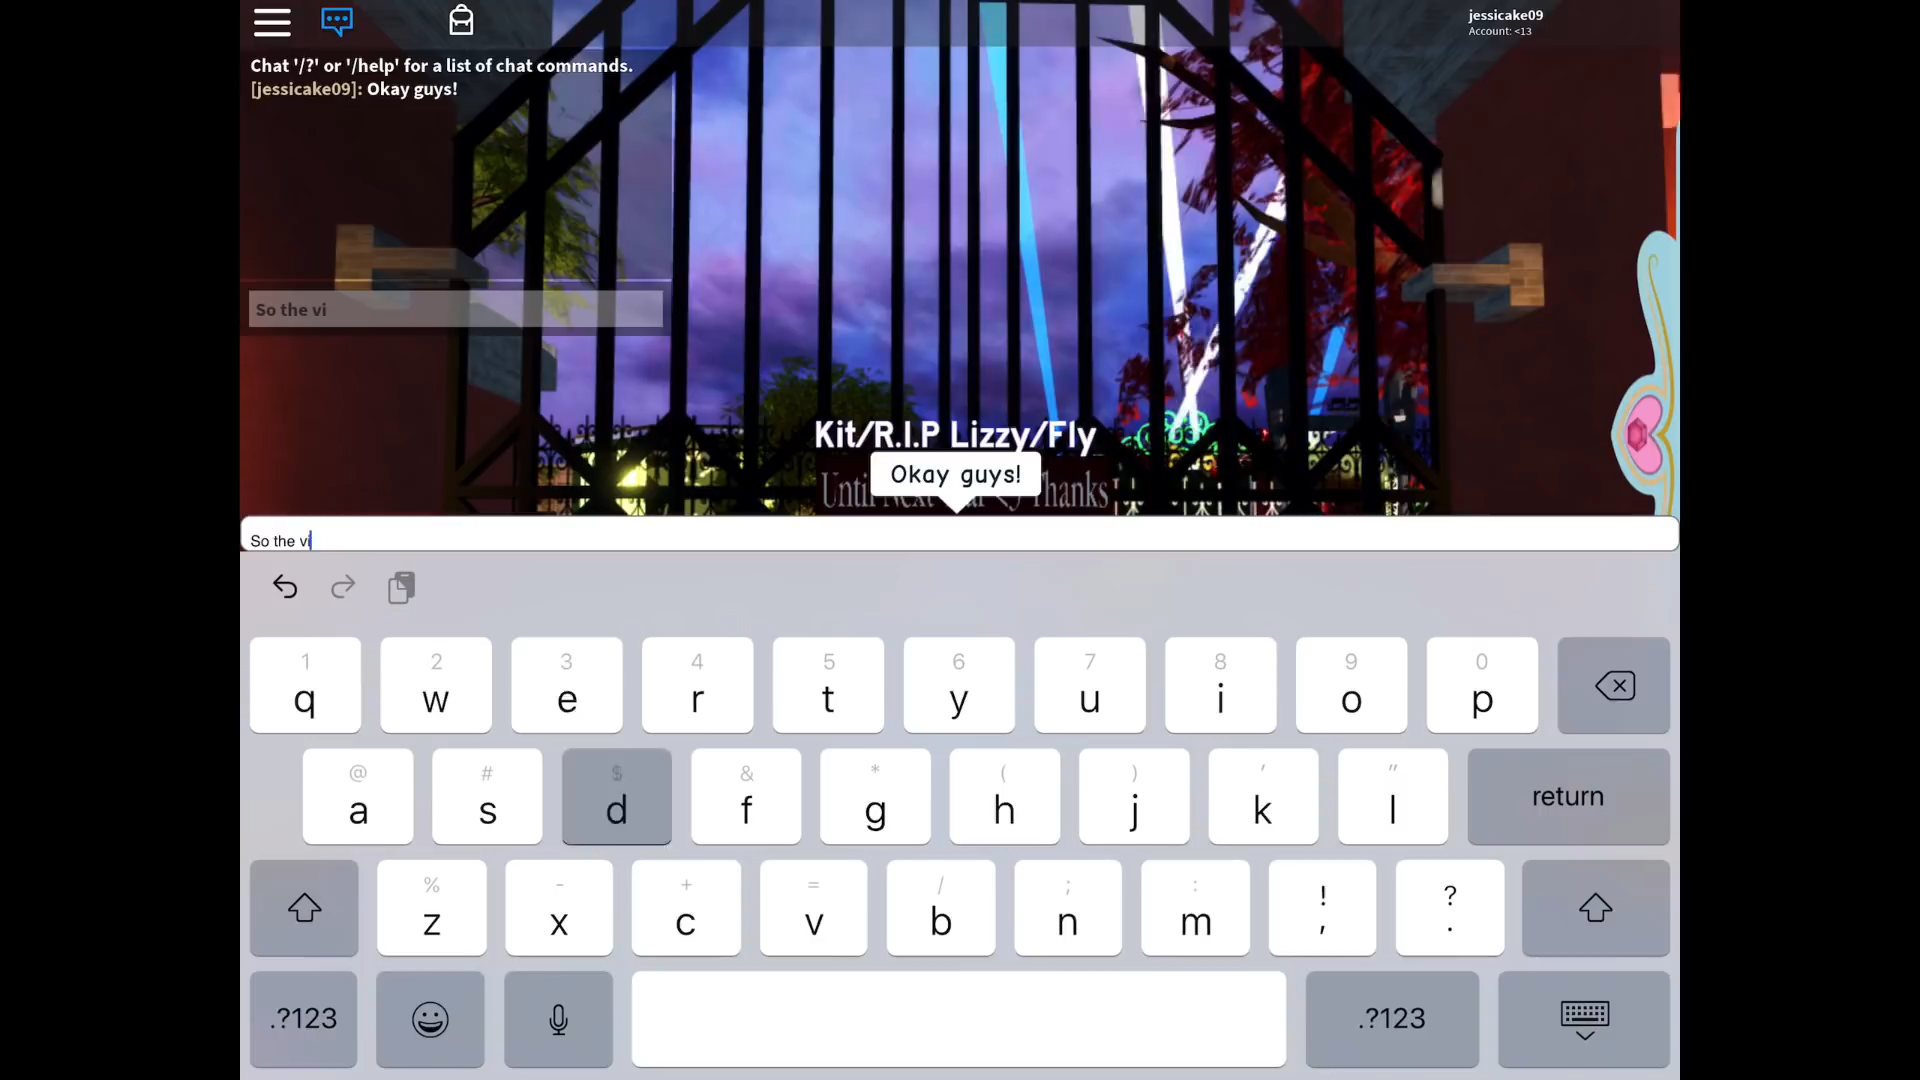 jessicake09
Account: <13
Chat '/?' or '/help' for a list of chat commands.
[jessicake09]: Okay guys!
So the vi
Kit/R.I.P Lizzy/Fly
Okay guys!
Until Thanks
So the vi
1 2 3 4 5 6 7 8 9 0
q w e r t y u i o p
@ # $ & * ( ) ' "
a s d f g h j k l return
% - + = / ; : ! ?
z x c v b n m , .
.?123 .?123